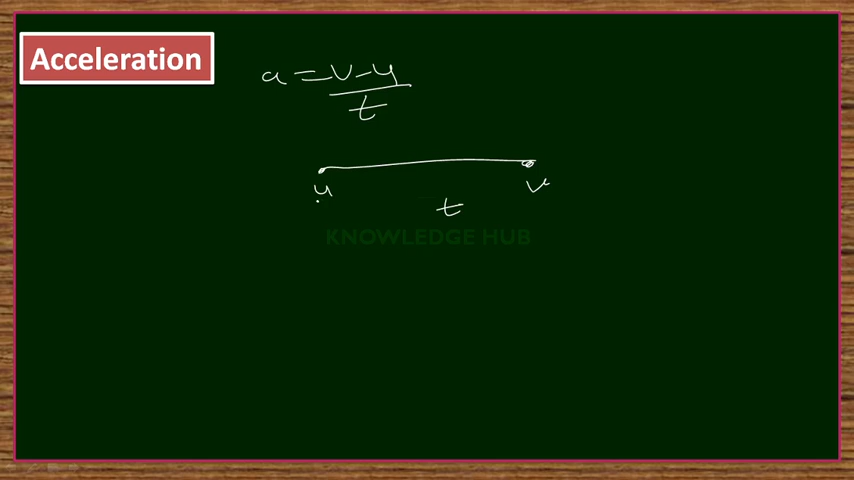 Acceleration
a = v-u
t
u
v
t
KNOWLEDGE HUB